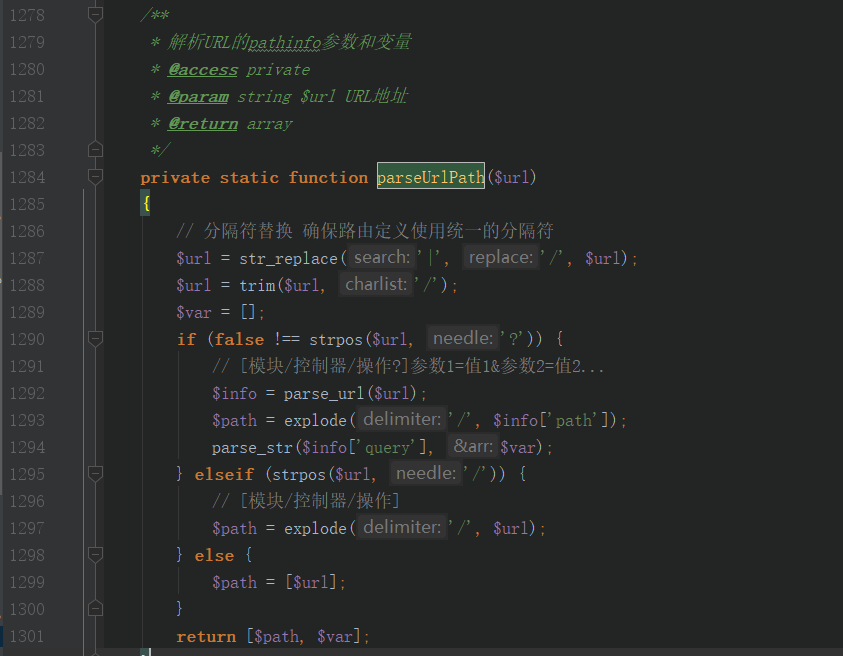 1278 /**
1279 * 解析URL的pathinfo参数和变量
1280 * @access private
1281 * @param string $url URL地址
1282 * @return array
1283 */
1284 private static function parseUrlPath($url)
1285 {
1286 // 分隔符替换 确保路由定义使用统一的分隔符
1287 $url = str_replace( search: '|', replace: '/', $url);
1288 $url = trim($url, charlist: '/');
1289 $var = [];
1290 if (false !== strpos($url, needle: '?')) {
1291 // [模块/控制器/操作?]参数1=值1&参数2=值2...
1292 $info = parse_url($url);
1293 $path = explode( delimiter: '/', $info['path']);
1294 parse_str($info['query'], &arr: $var);
1295 } elseif (strpos($url, needle: '/')) {
1296 // [模块/控制器/操作]
1297 $path = explode( delimiter: '/', $url);
1298 } else {
1299 $path = [$url];
1300 }
1301 return [$path, $var];